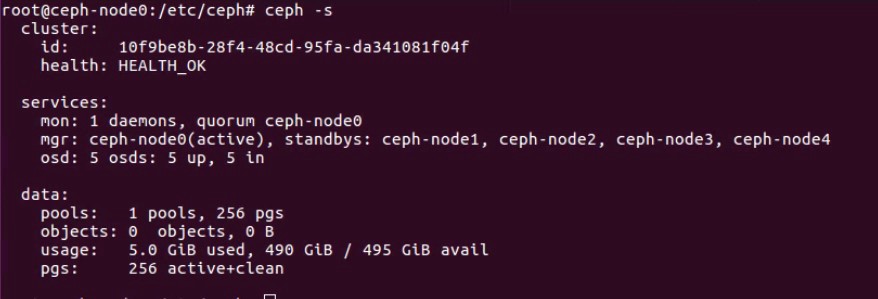 root@ceph-node0:/etc/ceph# ceph -s
  cluster:
    id:     10f9be8b-28f4-48cd-95fa-da341081f04f
    health: HEALTH_OK

  services:
    mon: 1 daemons, quorum ceph-node0
    mgr: ceph-node0(active), standbys: ceph-node1, ceph-node2, ceph-node3, ceph-node4
    osd: 5 osds: 5 up, 5 in

  data:
    pools:   1 pools, 256 pgs
    objects: 0  objects, 0 B
    usage:   5.0 GiB used, 490 GiB / 495 GiB avail
    pgs:     256 active+clean